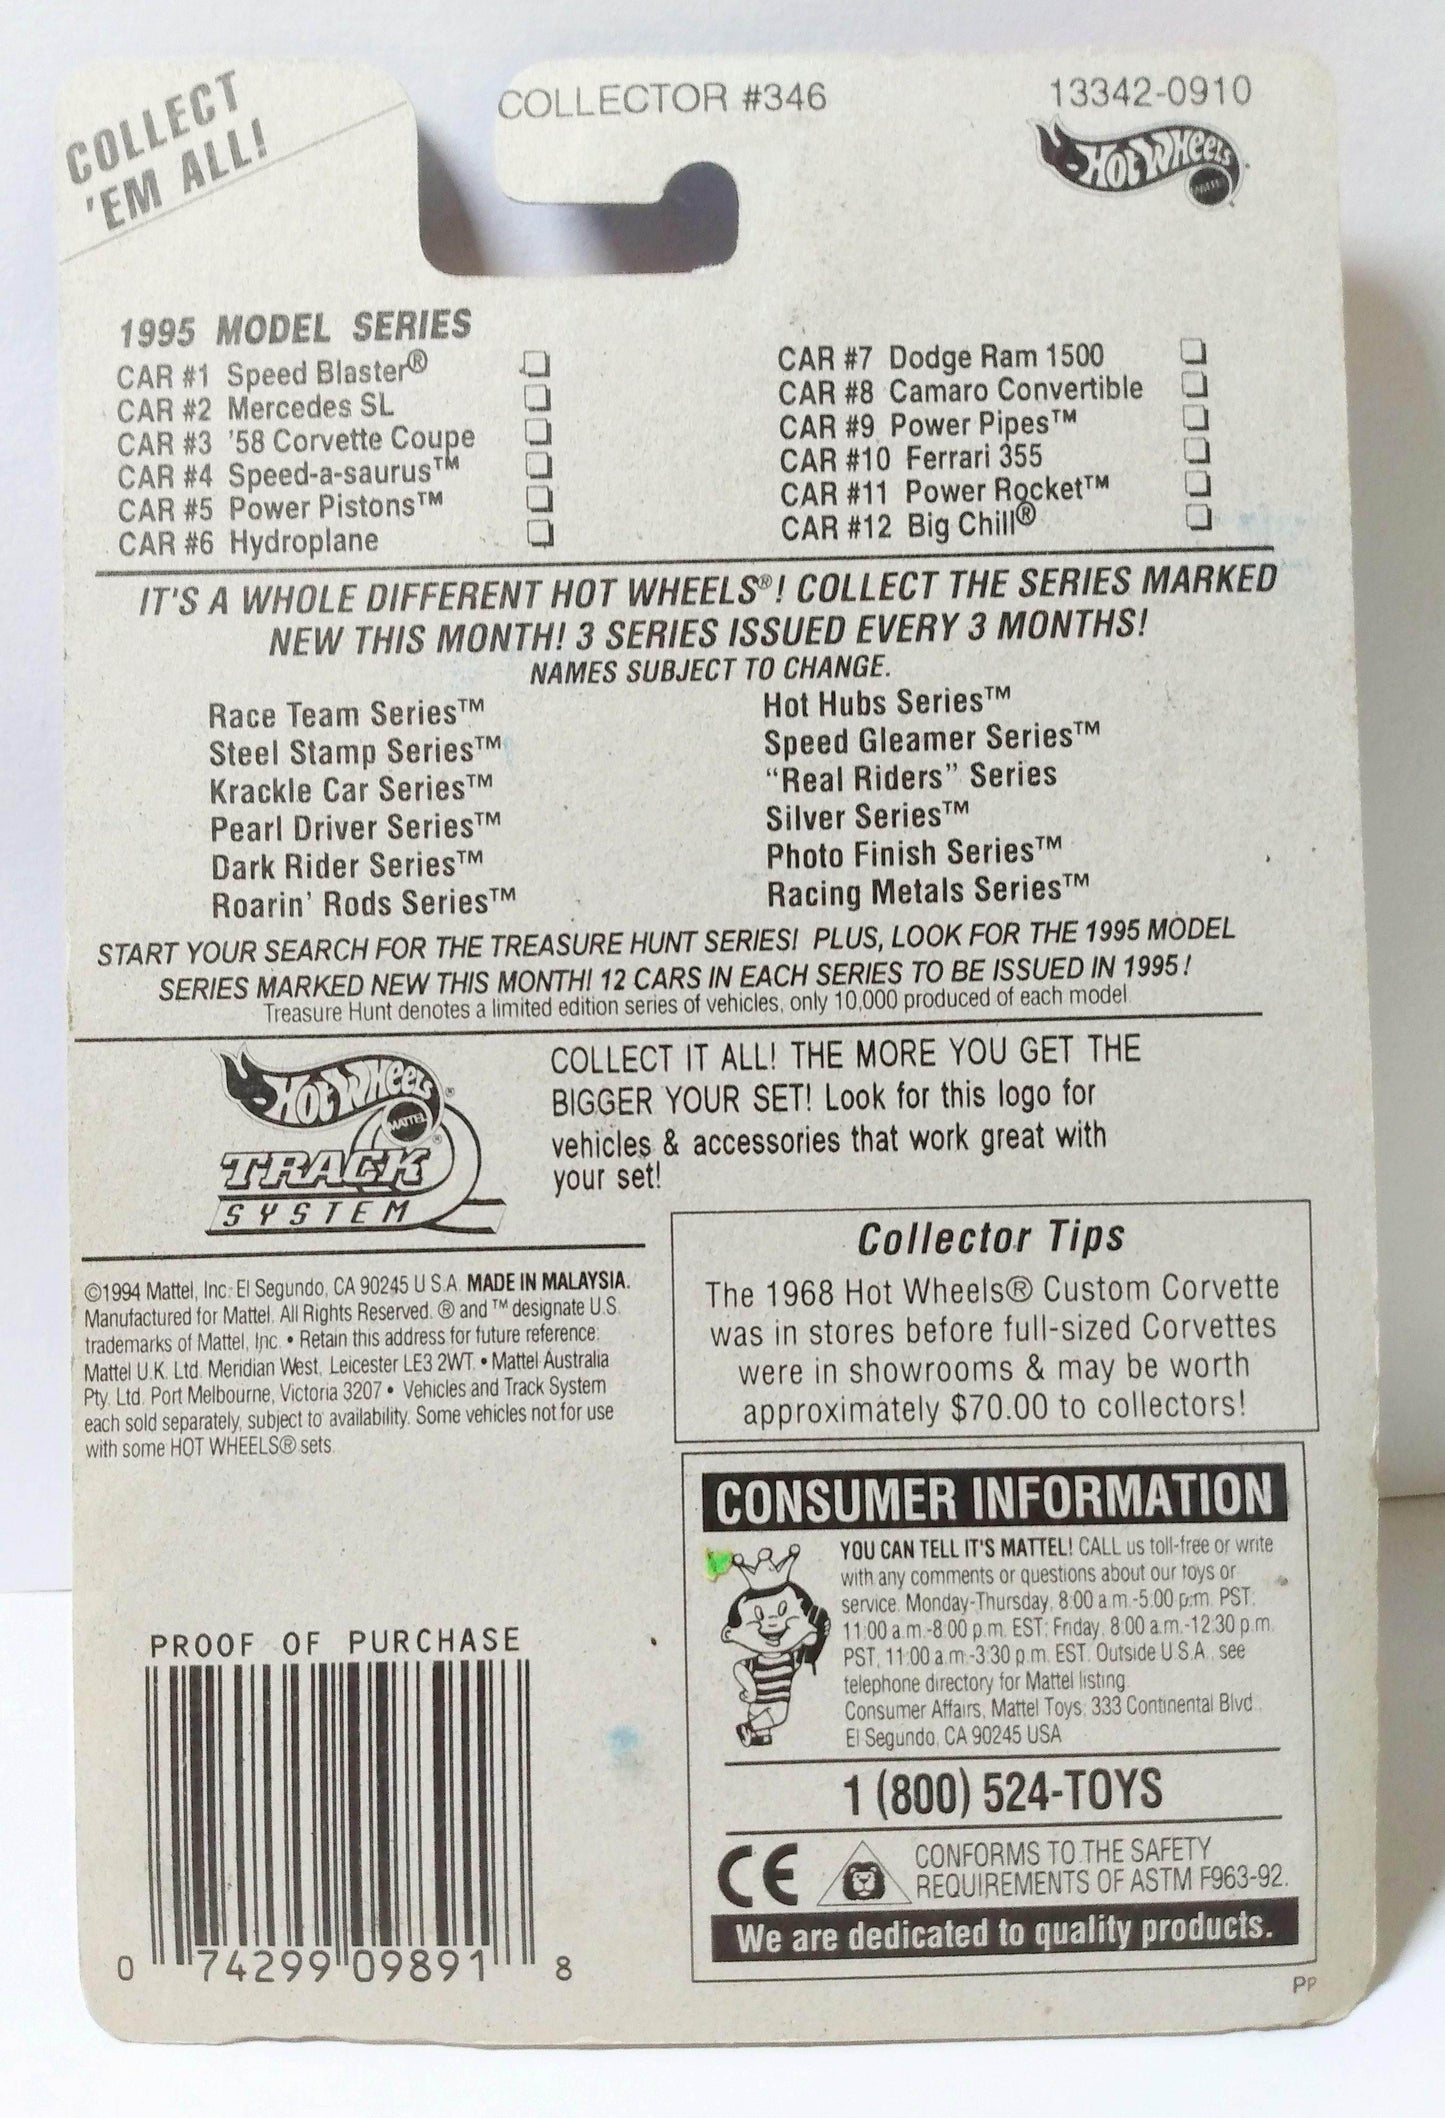 COLLECT
'EM ALL!
COLLECTOR #346
13342-0910
HOT WHEELS
MATTEL
1995 MODEL SERIES
CAR #1 Speed Blaster®
CAR #2 Mercedes SL
CAR #3 '58 Corvette Coupe
CAR #4 Speed-a-saurus™
CAR #5 Power Pistons™
CAR #6 Hydroplane
CAR #7 Dodge Ram 1500
CAR #8 Camaro Convertible
CAR #9 Power Pipes™
CAR #10 Ferrari 355
CAR #11 Power Rocket™
CAR #12 Big Chill®
IT'S A WHOLE DIFFERENT HOT WHEELS®! COLLECT THE SERIES MARKED
NEW THIS MONTH! 3 SERIES ISSUED EVERY 3 MONTHS!
NAMES SUBJECT TO CHANGE.
Race Team Series™
Steel Stamp Series™
Krackle Car Series™
Pearl Driver Series™
Dark Rider Series™
Roarin' Rods Series™
Hot Hubs Series™
Speed Gleamer Series™
“Real Riders” Series
Silver Series™
Photo Finish Series™
Racing Metals Series™
START YOUR SEARCH FOR THE TREASURE HUNT SERIES! PLUS, LOOK FOR THE 1995 MODEL
SERIES MARKED NEW THIS MONTH! 12 CARS IN EACH SERIES TO BE ISSUED IN 1995!
Treasure Hunt denotes a limited edition series of vehicles, only 10,000 produced of each model.
HOT WHEELS®
MATTEL®
TRACK
SYSTEM
COLLECT IT ALL! THE MORE YOU GET THE
BIGGER YOUR SET! Look for this logo for
vehicles & accessories that work great with
your set!
©1994 Mattel, Inc. El Segundo, CA 90245 U.S.A. MADE IN MALAYSIA.
Manufactured for Mattel. All Rights Reserved. ® and ™ designate U.S.
trademarks of Mattel, Inc. • Retain this address for future reference:
Mattel U.K. Ltd. Meridian West, Leicester LE3 2WT. • Mattel Australia
Pty. Ltd. Port Melbourne, Victoria 3207 • Vehicles and Track System
each sold separately, subject to availability. Some vehicles not for use
with some HOT WHEELS® sets.
Collector Tips
The 1968 Hot Wheels® Custom Corvette
was in stores before full-sized Corvettes
were in showrooms & may be worth
approximately $70.00 to collectors!
CONSUMER INFORMATION
YOU CAN TELL IT'S MATTEL! CALL us toll-free or write
with any comments or questions about our toys or
service. Monday-Thursday, 8:00 a.m.-5:00 p.m. PST.
11:00 a.m.-8:00 p.m. EST; Friday, 8:00 a.m.-12:30 p.m.
PST, 11:00 a.m.-3:30 p.m. EST. Outside U.S.A., see
telephone directory for Mattel listing.
Consumer Affairs, Mattel Toys, 333 Continental Blvd.,
El Segundo, CA 90245 USA
1 (800) 524-TOYS
CE
CONFORMS TO THE SAFETY
REQUIREMENTS OF ASTM F963-92.
We are dedicated to quality products.
PP
PROOF OF PURCHASE
0 74299 09891 8